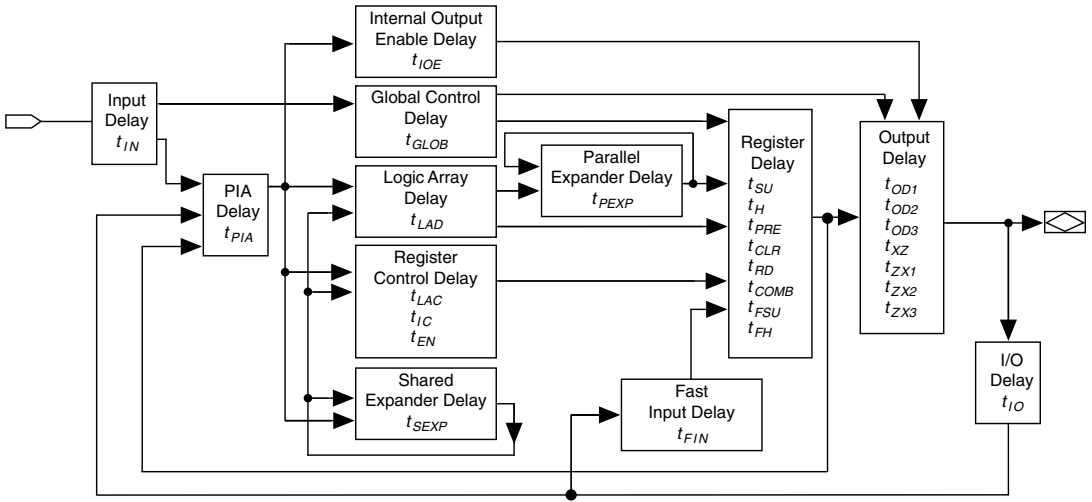 Internal Output
Enable Delay
tIOE
Input
Delay
tIN
Global Control
Delay
tGLOB
PIA
Delay
tPIA
Logic Array
Delay
tLAD
Parallel
Expander Delay
tPEXP
Register
Delay
tSU
tH
tPRE
tCLR
tRD
tCOMB
tFSU
tFH
Output
Delay
tOD1
tOD2
tOD3
tXZ
tZX1
tZX2
tZX3
Register
Control Delay
tLAC
tIC
tEN
I/O
Delay
tIO
Shared
Expander Delay
tSEXP
Fast
Input Delay
tFIN